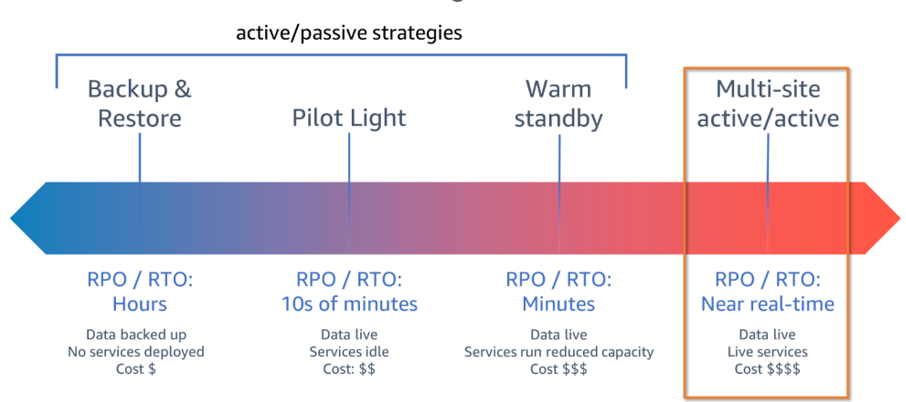 active/passive strategies
Backup &
Restore
Pilot Light
Warm
standby
Multi-site
active/active
RPO / RTO:
Hours
Data backed up
No services deployed
Cost $
RPO / RTO:
10s of minutes
Data live
Services idle
Cost: $$
RPO / RTO:
Minutes
Data live
Services run reduced capacity
Cost $$$
RPO / RTO:
Near real-time
Data live
Live services
Cost $$$$